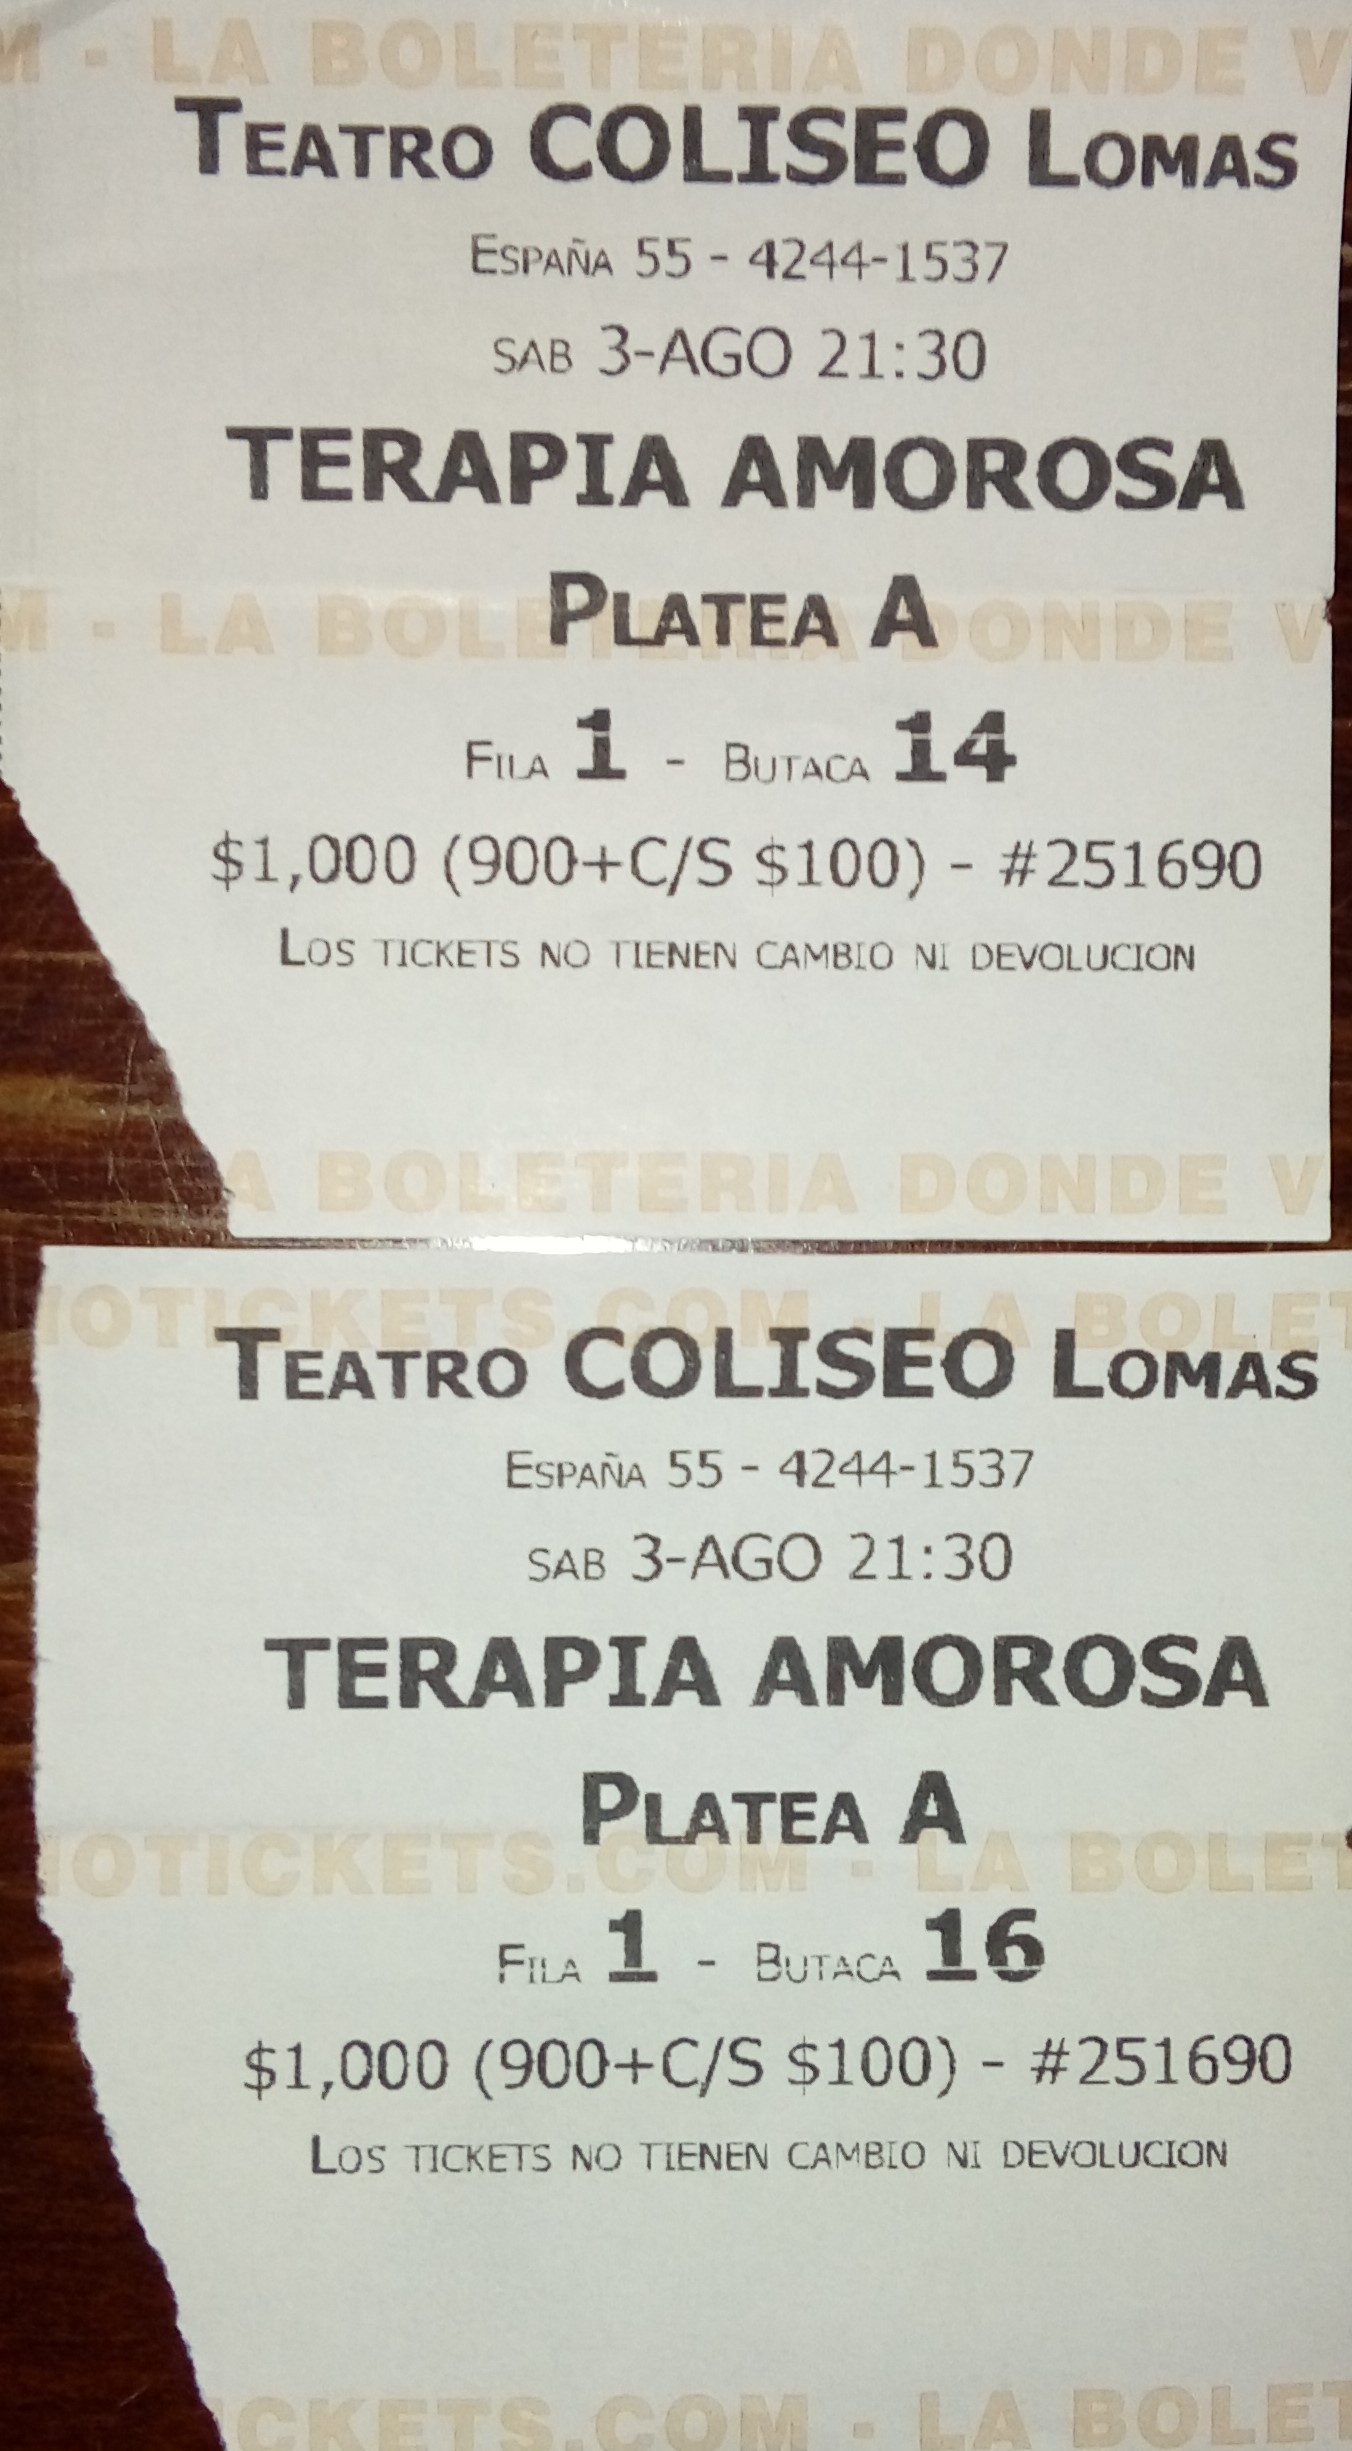 M - LA BOLETERIA DONDE V
TEATRO COLISEO LOMAS
ESPAÑA 55 - 4244-1537
SAB 3-AGO 21:30
TERAPIA AMOROSA
PLATEA A
M - LA BOLETERIA DONDE V
FILA 1 - BUTACA 14
$1,000 (900+C/S $100) - #251690
LOS TICKETS NO TIENEN CAMBIO NI DEVOLUCION
A BOLETERIA DONDE V
OTICKETS.COM - LA BOLET
TEATRO COLISEO LOMAS
ESPAÑA 55 - 4244-1537
SAB 3-AGO 21:30
TERAPIA AMOROSA
PLATEA A
OTICKETS.COM - LA BOLET
FILA 1 - BUTACA 16
$1,000 (900+C/S $100) - #251690
LOS TICKETS NO TIENEN CAMBIO NI DEVOLUCION
CKETS.COM - LA BOLET